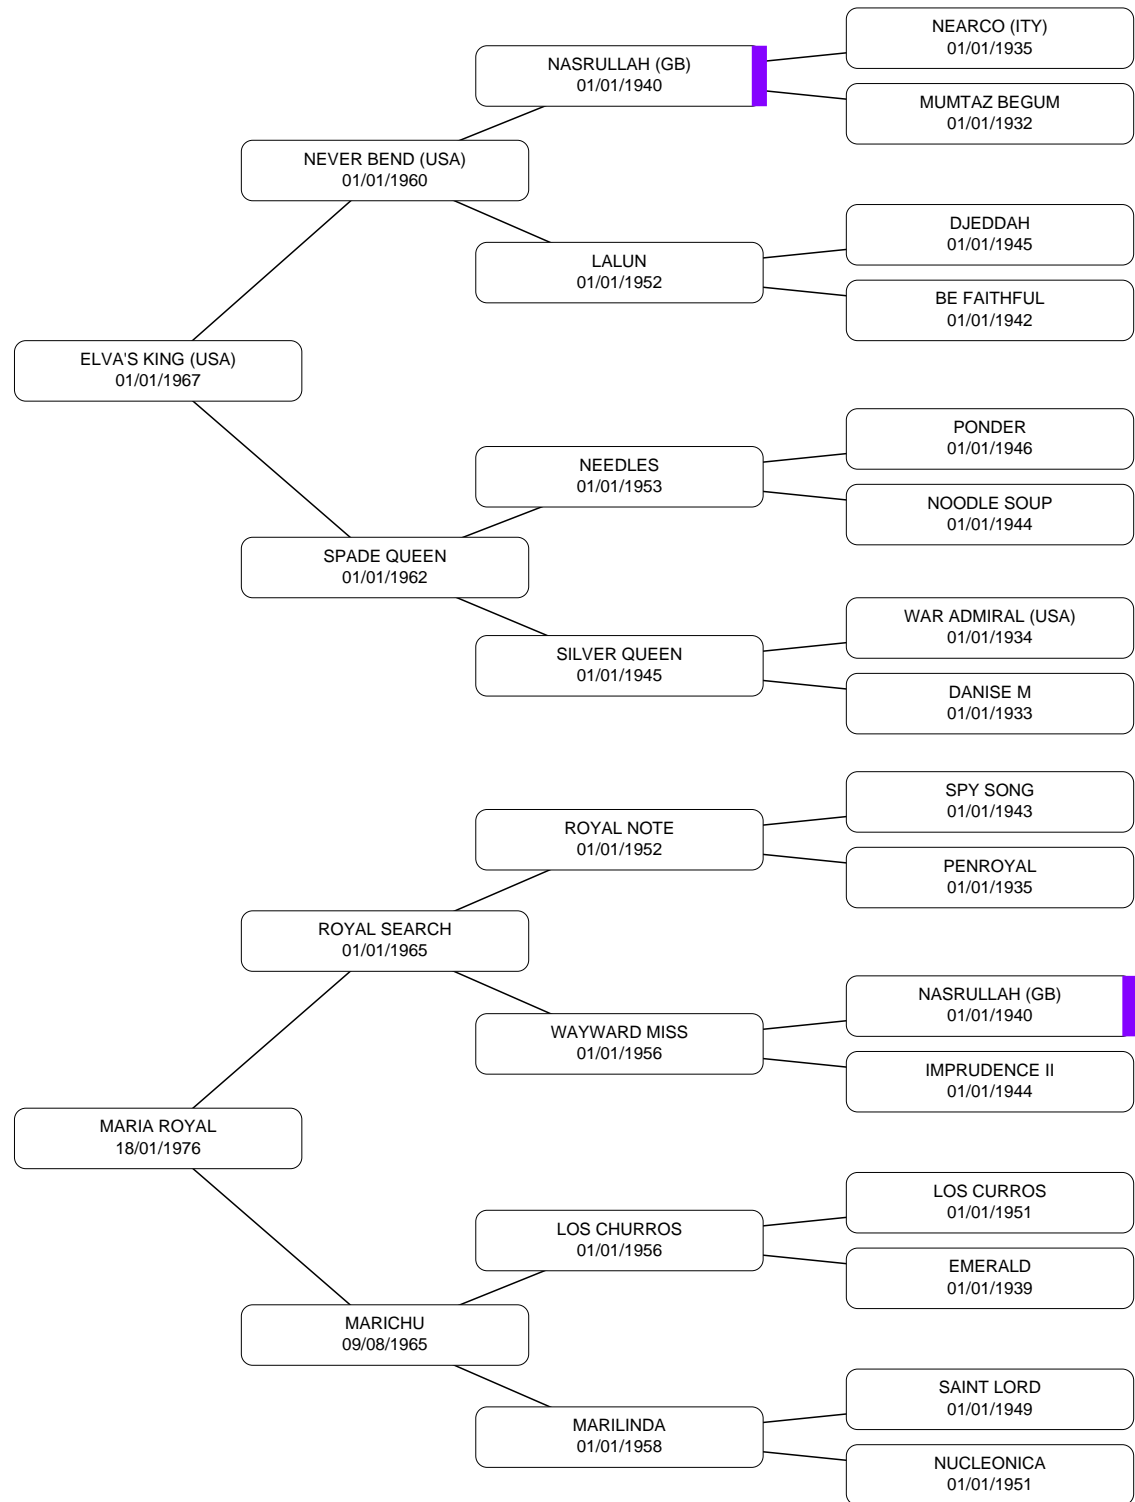 NEARCO (ITY)
01/01/1935
NASRULLAH (GB)
01/01/1940
MUMTAZ BEGUM
01/01/1932
NEVER BEND (USA)
01/01/1960
DJEDDAH
01/01/1945
LALUN
01/01/1952
BE FAITHFUL
01/01/1942
ELVA'S KING (USA)
01/01/1967
PONDER
01/01/1946
NEEDLES
01/01/1953
NOODLE SOUP
01/01/1944
SPADE QUEEN
01/01/1962
WAR ADMIRAL (USA)
01/01/1934
SILVER QUEEN
01/01/1945
DANISE M
01/01/1933
SPY SONG
01/01/1943
ROYAL NOTE
01/01/1952
PENROYAL
01/01/1935
ROYAL SEARCH
01/01/1965
NASRULLAH (GB)
01/01/1940
WAYWARD MISS
01/01/1956
IMPRUDENCE II
01/01/1944
MARIA ROYAL
18/01/1976
LOS CURROS
01/01/1951
LOS CHURROS
01/01/1956
EMERALD
01/01/1939
MARICHU
09/08/1965
SAINT LORD
01/01/1949
MARILINDA
01/01/1958
NUCLEONICA
01/01/1951